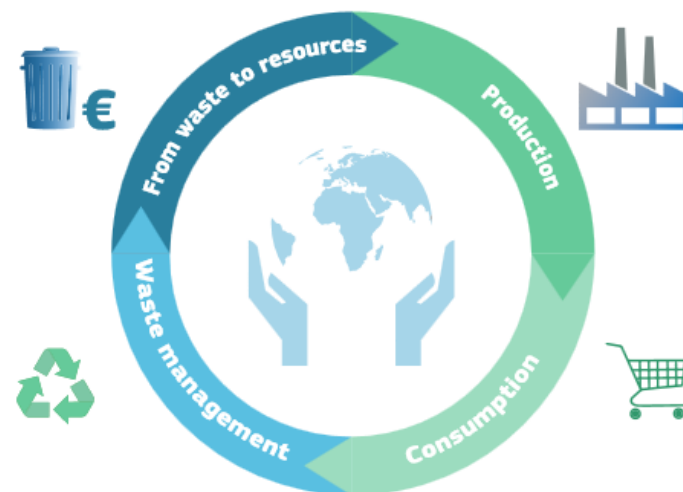 From waste to resources
Production
€
Consumption
Waste management